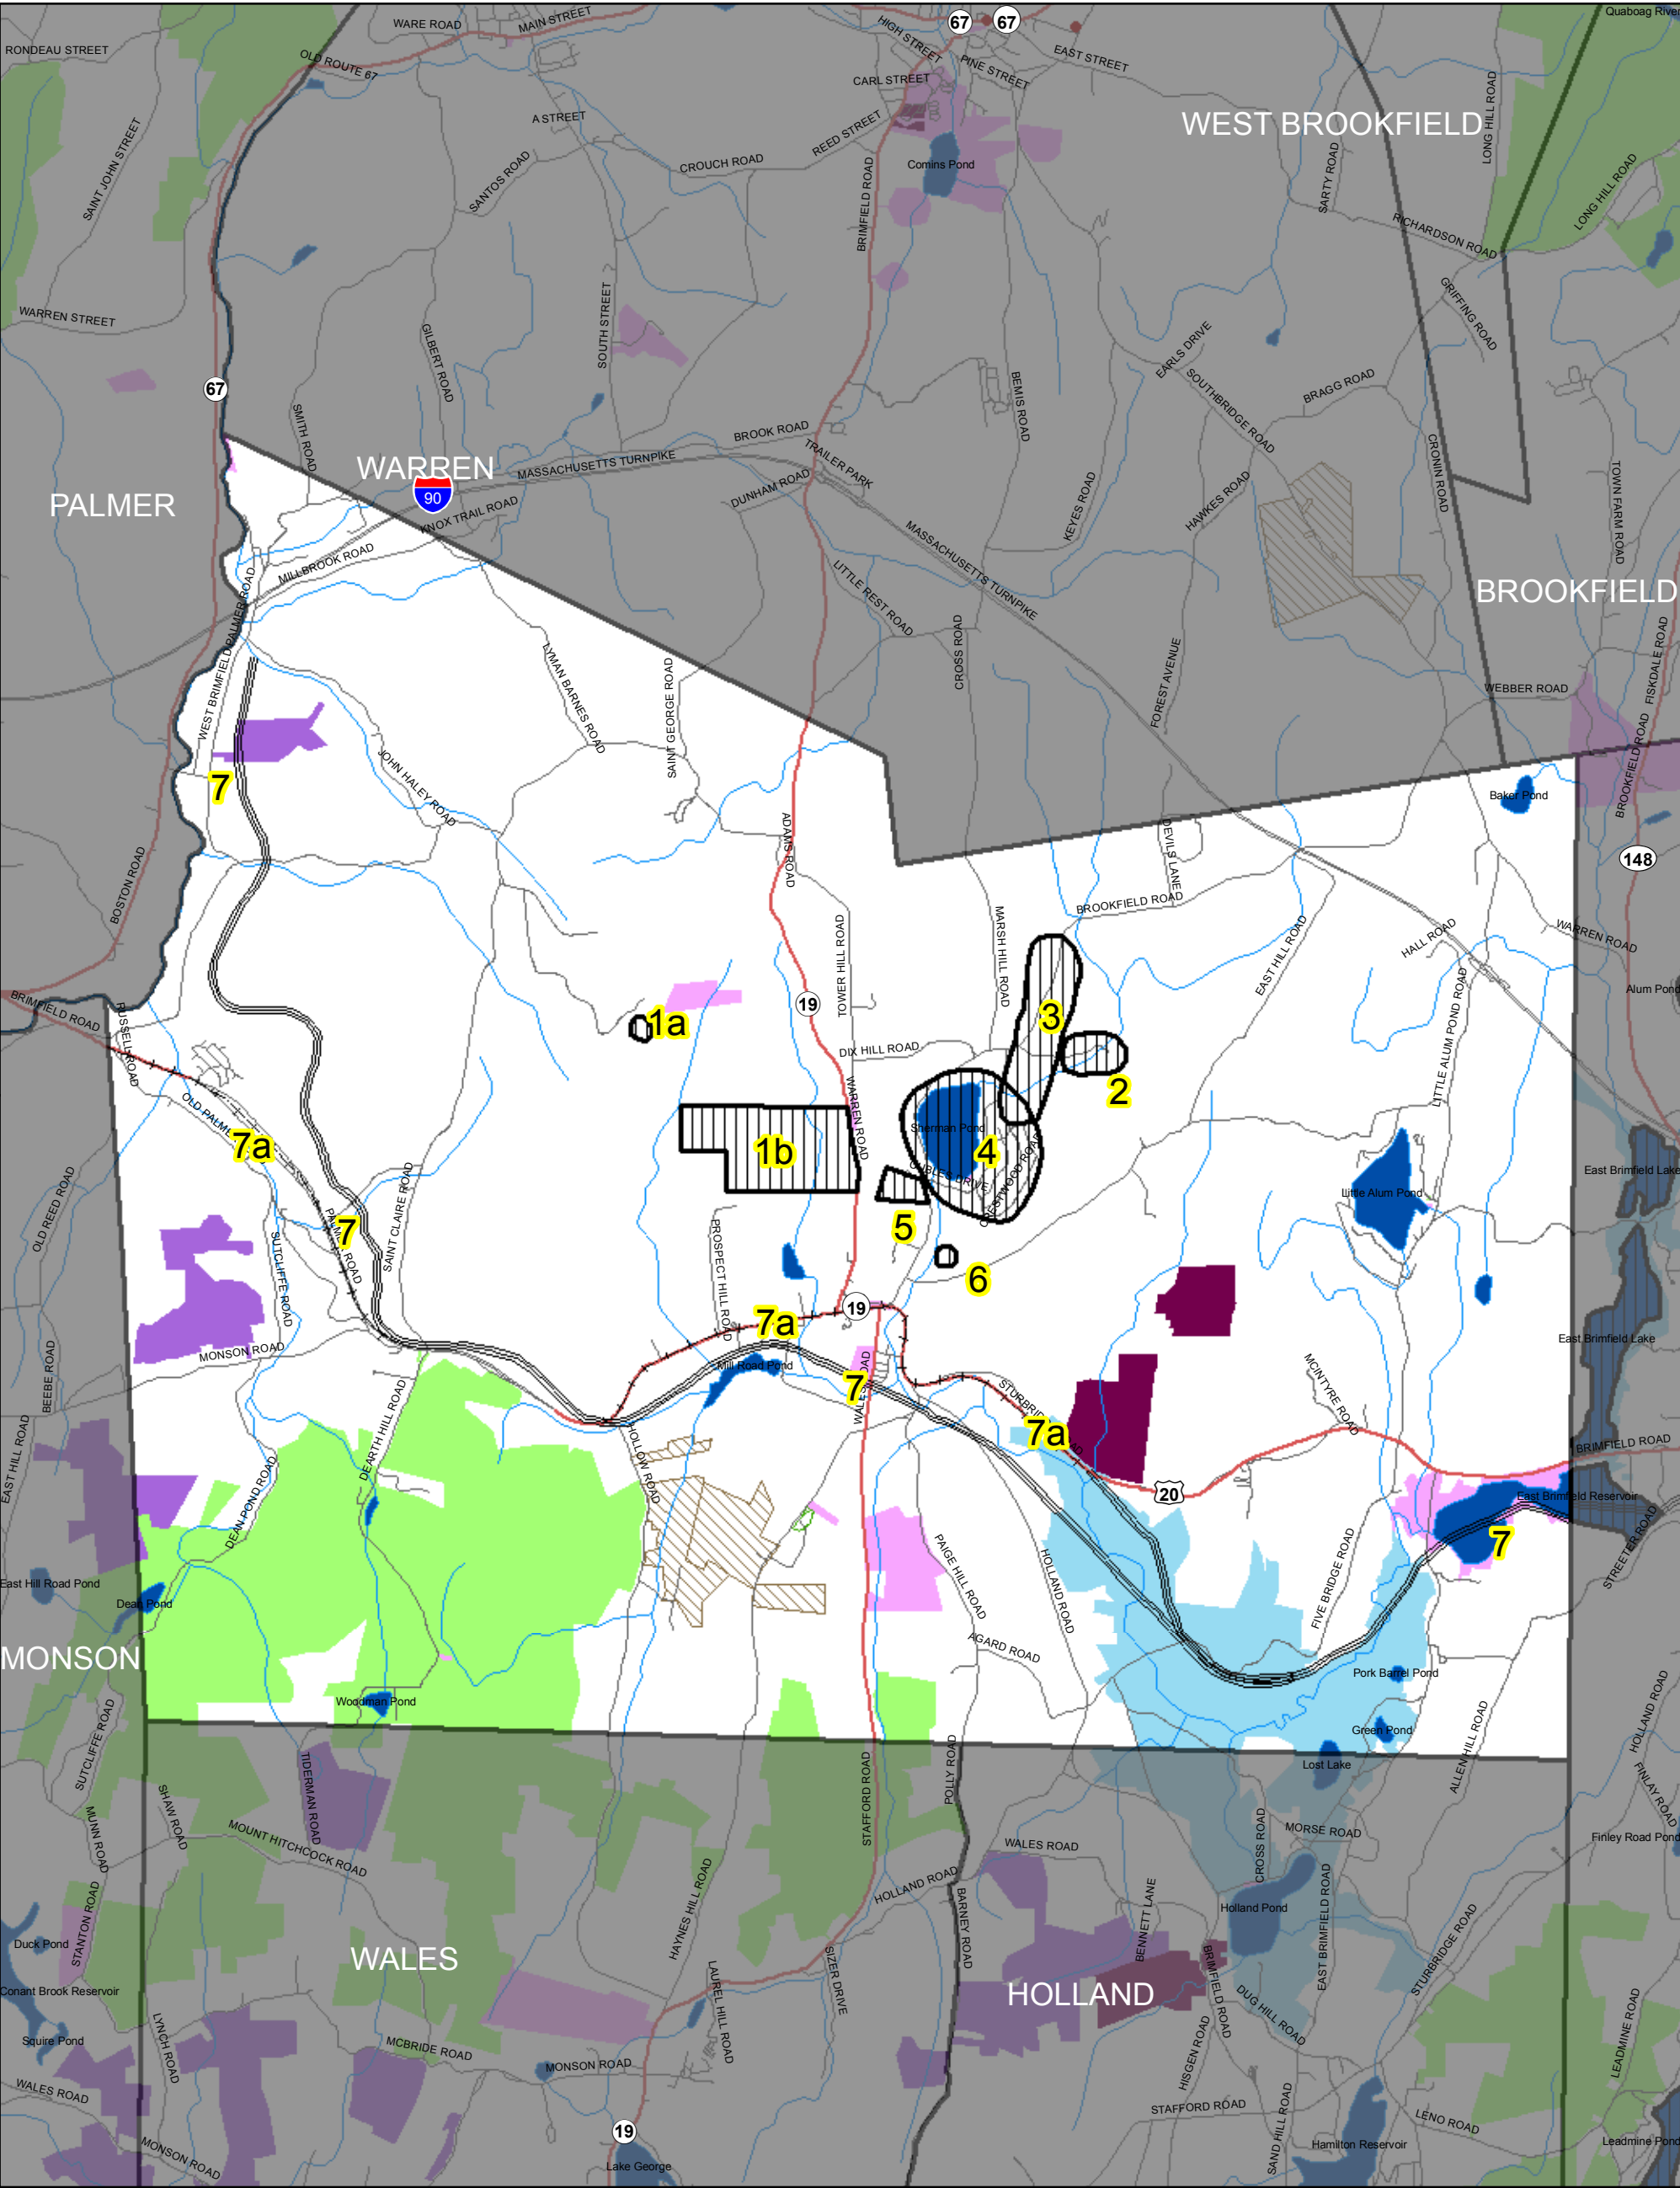 67
67
Quaboag River
WARE ROAD
MAIN STREET
HIGH STREET
RONDEAU STREET
OLD ROUTE 67
PINE STREET
EAST STREET
CARL STREET
LONG HILL ROAD
A STREET
WEST BROOKFIELD
REED STREET
SAINT JOHN STREET
SANTOS ROAD
CROUCH ROAD
Comins Pond
SARTY ROAD
LONG HILL ROAD
BRIMFIELD ROAD
RICHARDSON ROAD
WARREN STREET
SOUTH STREET
GRIFFING ROAD
GILBERT ROAD
EARLS DRIVE
67
SOUTHBRIDGE ROAD
BRAGG ROAD
BEMIS ROAD
SMITH ROAD
BROOK ROAD
WARREN
MASSACHUSETTS TURNPIKE
TRAILER PARK
CRONIN ROAD
90
DUNHAM ROAD
PALMER
KNOX TRAIL ROAD
KEYES ROAD
HAWKES ROAD
TOWN FARM ROAD
MILLBROOK ROAD
MASSACHUSETTS TURNPIKE
LITTLE REST ROAD
BROOKFIELD
WEST BRIMFIELD PALMER ROAD
CROSS ROAD
FOREST AVENUE
FISKDALE ROAD
LYMAN BARNES ROAD
SAINT GEORGE ROAD
WEBBER ROAD
JOHN HALEY ROAD
7
Baker Pond
BROOKFIELD ROAD
ADAMS ROAD
DEVILS LANE
148
BOSTON ROAD
BROOKFIELD ROAD
TOWER HILL ROAD
MARSH HILL ROAD
EAST HILL ROAD
HALL ROAD
WARREN ROAD
Alum Pond
19
BRIMFIELD ROAD
RUSSELL ROAD
1a
3
LITTLE ALUM POND ROAD
DIX HILL ROAD
2
WARREN ROAD
OLD PALME
7a
Sherman Pond
1b
4
CUBLES DRIVE
CRESTWOOD ROAD
East Brimfield Lake
Little Alum Pond
OLD REED ROAD
SAINT CLAIRE ROAD
PALMER ROAD
7
5
SUTCLIFFE ROAD
PROSPECT HILL ROAD
6
19
7a
East Brimfield Lake
MONSON ROAD
BEEBE ROAD
Mill Road Pond
7
WALES ROAD
MCINTYRE ROAD
STURBRIDGE ROAD
7a
EAST HILL ROAD
DEARTH HILL ROAD
HOLLOW ROAD
BRIMFIELD ROAD
DEAN POND ROAD
20
East Brimfield Reservoir
7
STREETER ROAD
PAIGE HILL ROAD
HOLLAND ROAD
FIVE BRIDGE ROAD
East Hill Road Pond
Dean Pond
MONSON
AGARD ROAD
Pork Barrel Pond
Woodman Pond
Green Pond
HOLLAND ROAD
SUTCLIFFE ROAD
Lost Lake
ALLEN HILL ROAD
TIDERMAN ROAD
STAFFORD ROAD
POLLY ROAD
FINLAY ROAD
MUNN ROAD
SHAW ROAD
MOUNT HITCHCOCK ROAD
WALES ROAD
CROSS ROAD
MORSE ROAD
Finley Road Pond
HOLLAND ROAD
STANTON ROAD
HAYNES HILL ROAD
BARNEY ROAD
BENNETT LANE
Holland Pond
EAST BRIMFIELD ROAD
STURBRIDGE ROAD
Duck Pond
WALES
SIZER DRIVE
HOLLAND
BRIMFIELD ROAD
Conant Brook Reservoir
LAUREL HILL ROAD
DUG HILL ROAD
LEADMINE ROAD
Squire Pond
LYNCH ROAD
MCBRIDE ROAD
MONSON ROAD
HISGEN ROAD
WALES ROAD
STAFFORD ROAD
SAND HILL ROAD
LENO ROAD
19
MONSON ROAD
Hamilton Reservoir
Leadmine Pond
Lake George